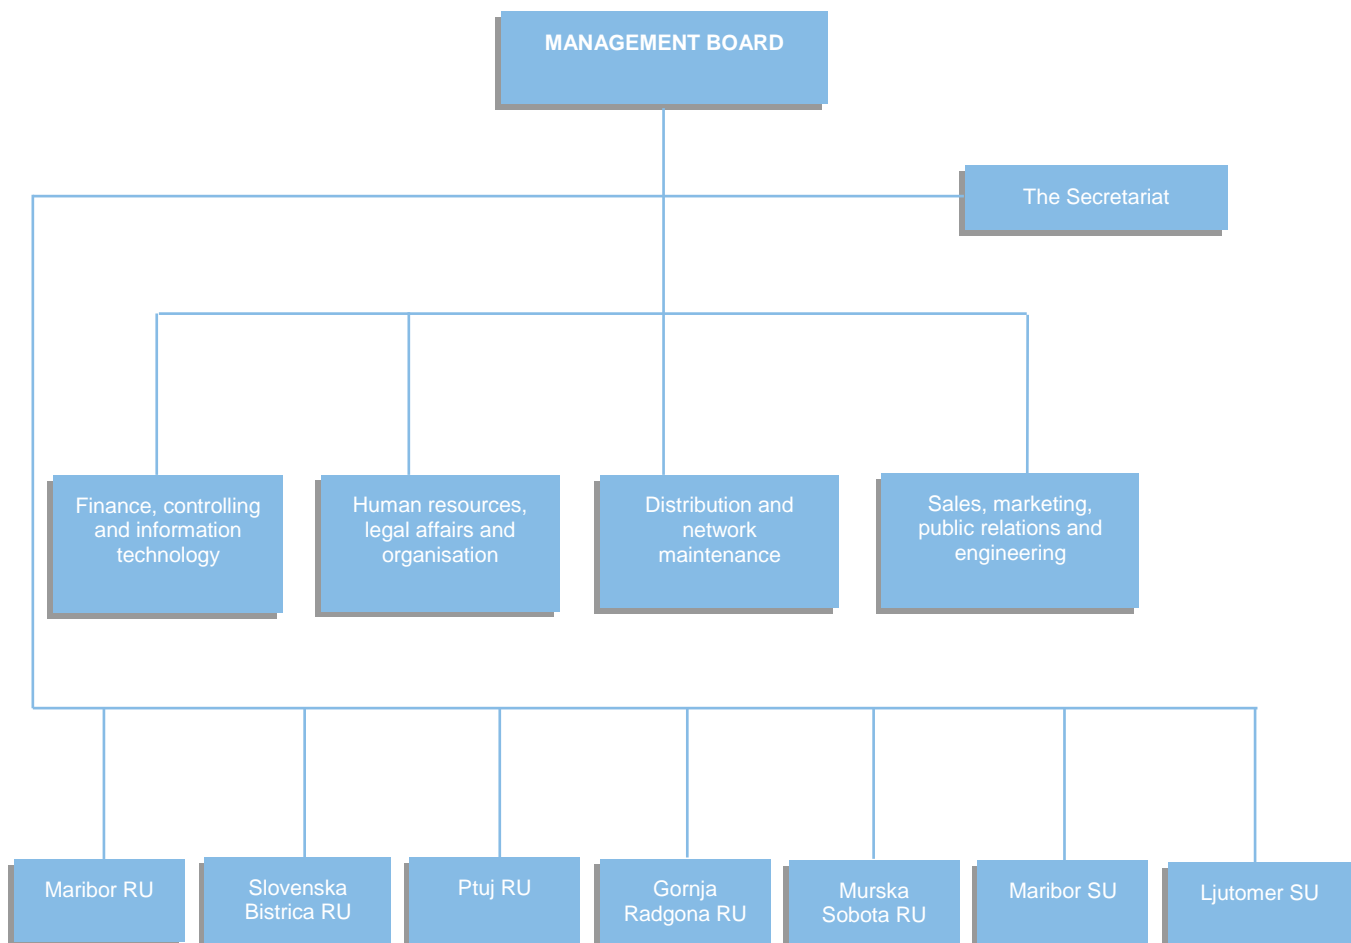 MANAGEMENT BOARD
The Secretariat
Finance, controlling
and information
technology
Human resources,
legal affairs and
organisation
Distribution and
network
maintenance
Sales, marketing,
public relations and
engineering
Maribor RU
Slovenska
Bistrica RU
Ptuj RU
Gornja
Radgona RU
Murska
Sobota RU
Maribor SU
Ljutomer SU